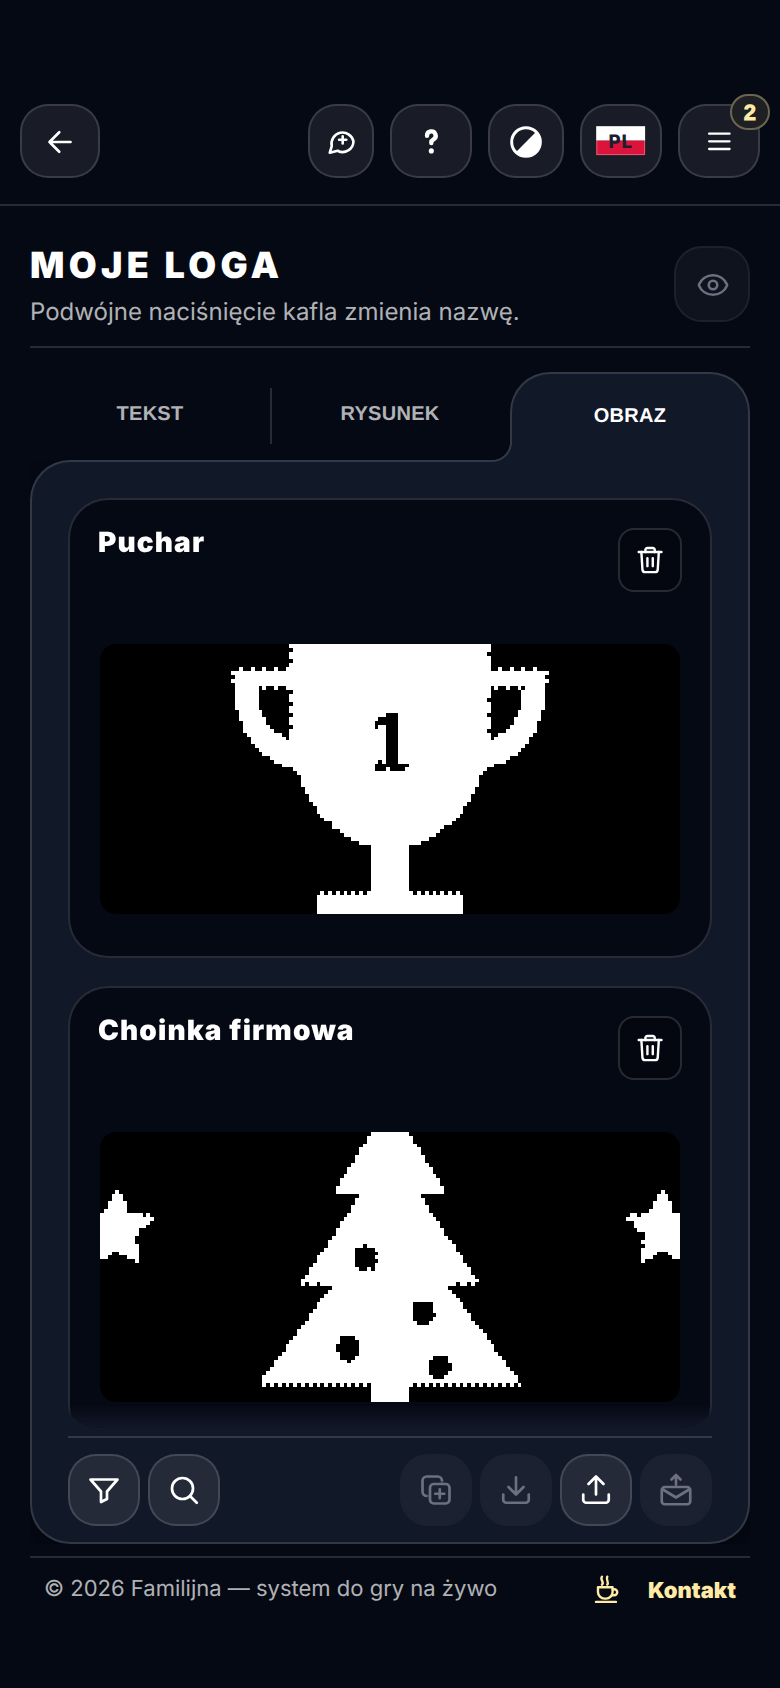 ?
PL
2
MOJE LOGA
Podwójne naciśnięcie kafla zmienia nazwę.
TEKST
RYSUNEK
OBRAZ
Puchar
1
Choinka firmowa
© 2026 Familijna — system do gry na żywo
Kontakt